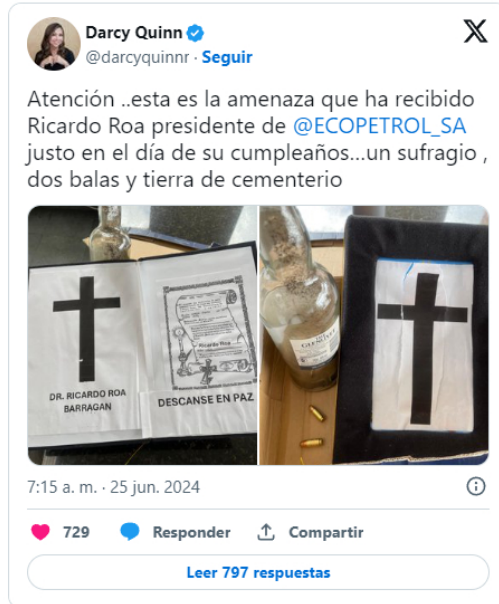 Darcy Quinn
@darcyquinnr · Seguir
Atención ..esta es la amenaza que ha recibido
Ricardo Roa presidente de @ECOPETROL_SA
justo en el día de su cumpleaños...un sufragio ,
dos balas y tierra de cementerio
DR. RICARDO ROA
BARRAGAN
Ricardo Roa
DESCANSE EN PAZ
GLENLIVET
7:15 a. m. · 25 jun. 2024
729
Responder
Compartir
Leer 797 respuestas